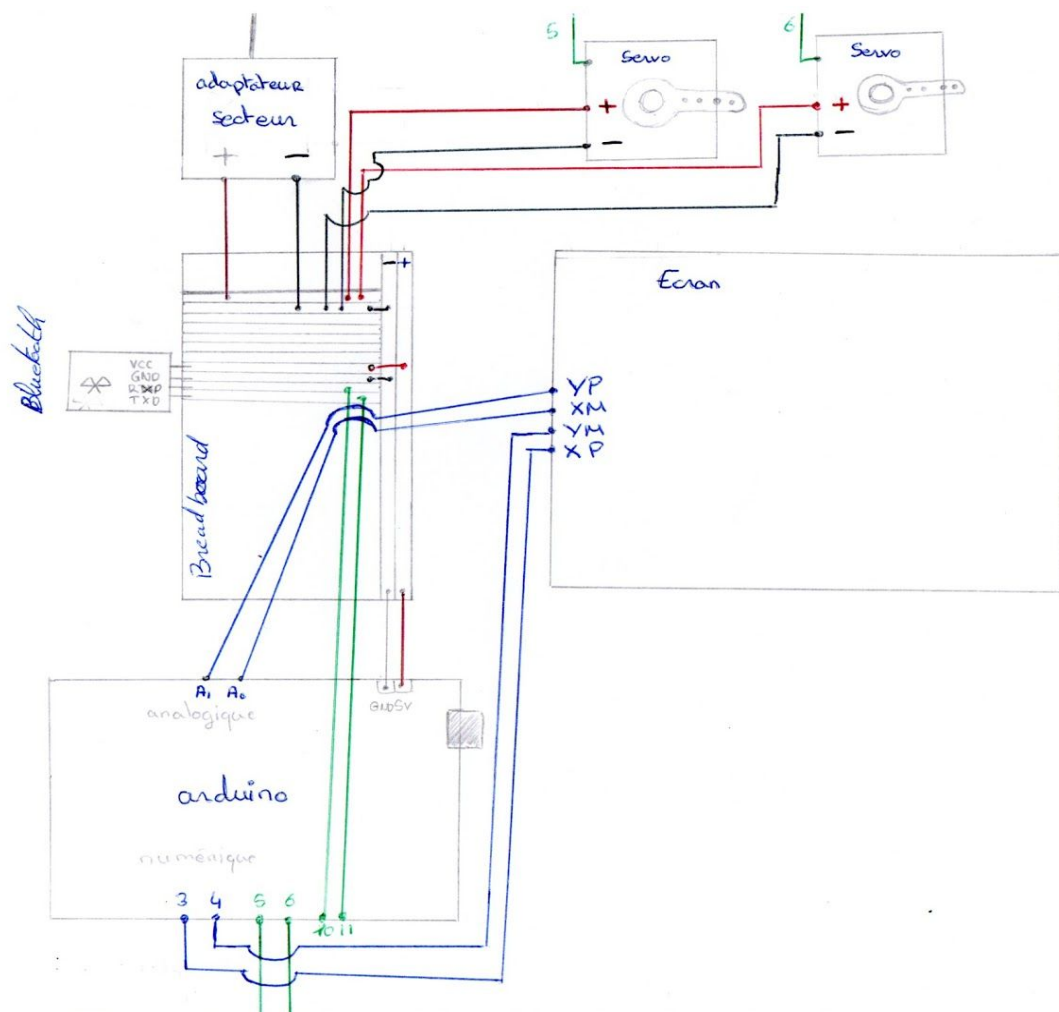 5
6
Servo
Servo
adaptateur
secteur
+
-
+
-
+
-
- +
Ecran
Bluetooth
VCC
GND
RXD
TXD
YP
XM
YM
XP
Breadboard
A1 A0
GND 5V
analogique
arduino
numérique
3 4 5 6
10 11